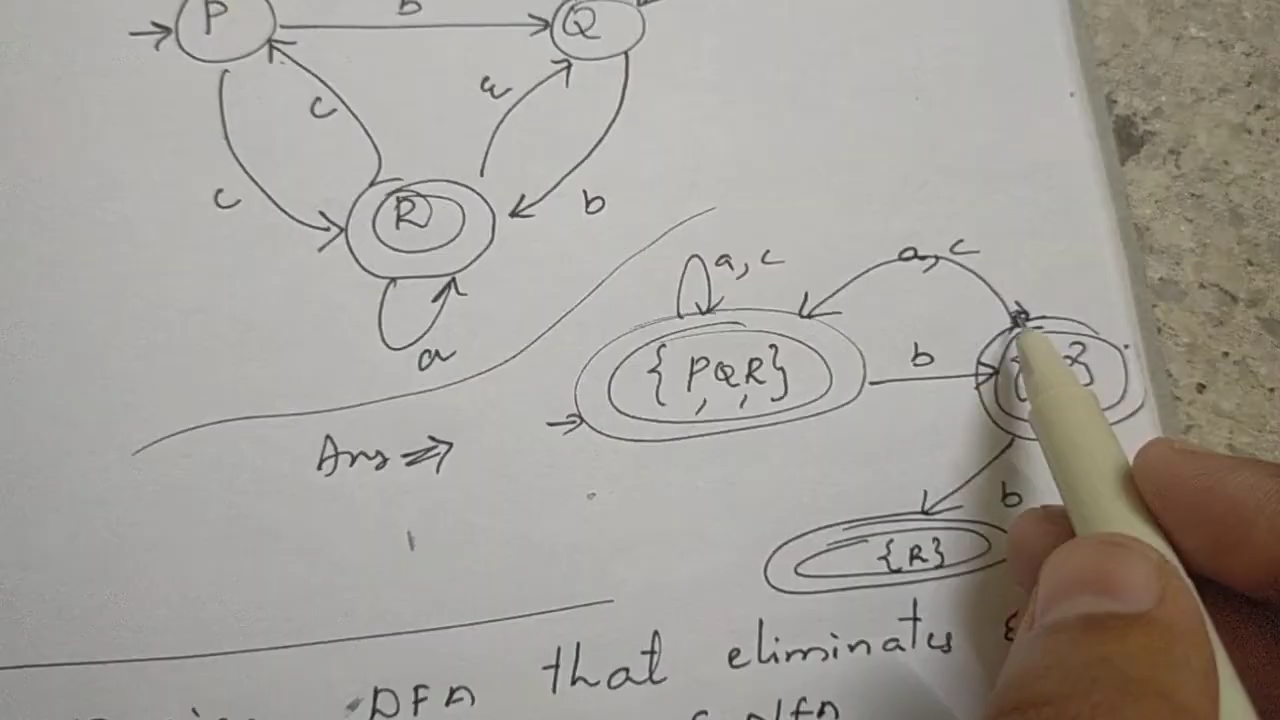 P
b
Q
c
c
ε
b
R
a
a, c
a, c
{P, Q, R}
b
b
Ans ⇒
{R}
that eliminates
DFA